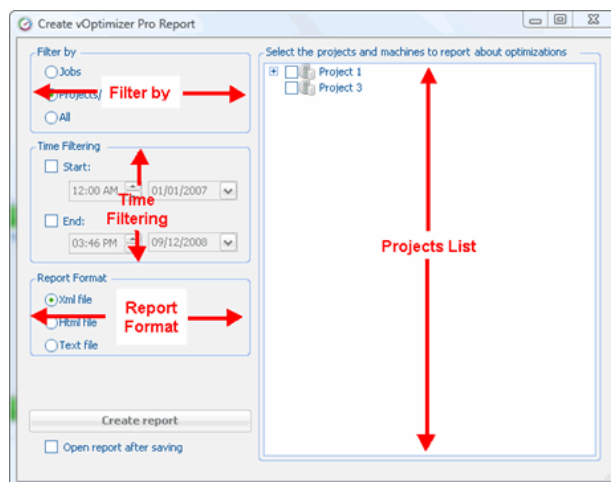 Create vOptimizer Pro Report
Filter by
Jobs
Projects/
All
Filter by
Time Filtering
Start:
12:00 AM
01/01/2007
Time
Filtering
End:
03:46 PM
09/12/2008
Report Format
Xml file
Html file
Text file
Report
Format
Create report
Open report after saving
Select the projects and machines to report about optimizations
Project 1
Project 3
Projects List